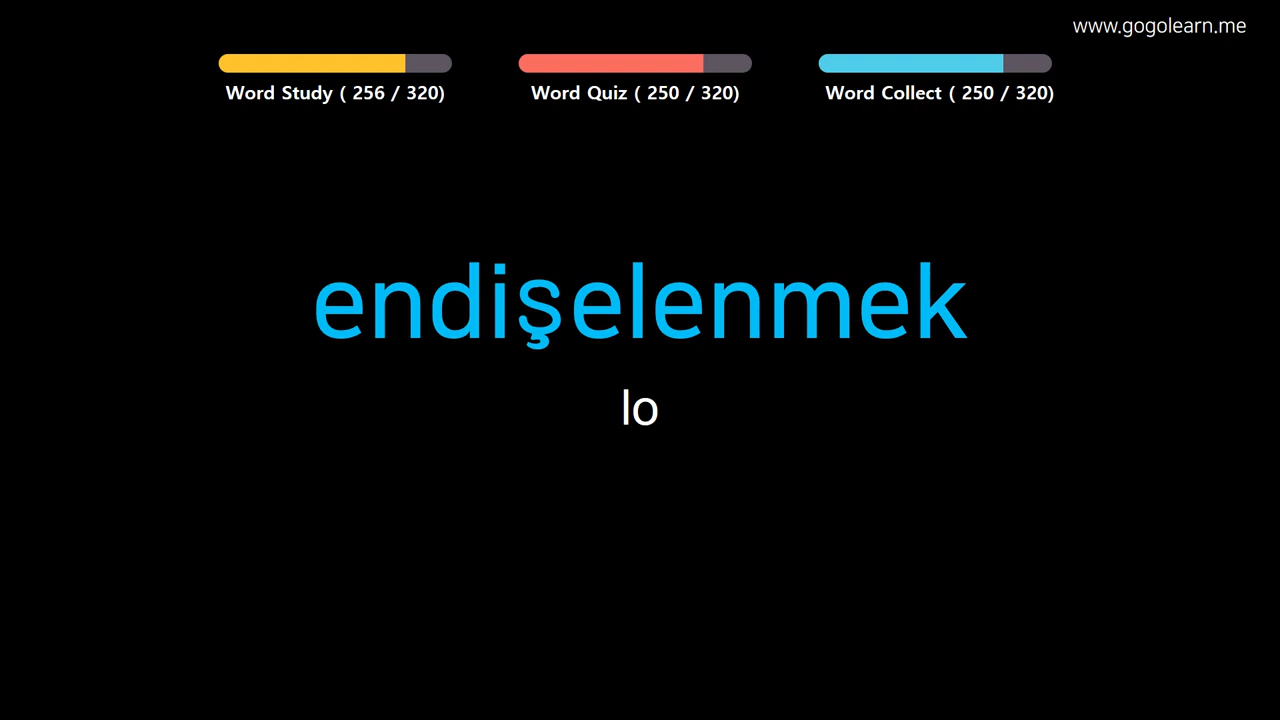 www.gogolearn.me
Word Study ( 256 / 320)
Word Quiz ( 250 / 320)
Word Collect ( 250 / 320)
endişelenmek
lo